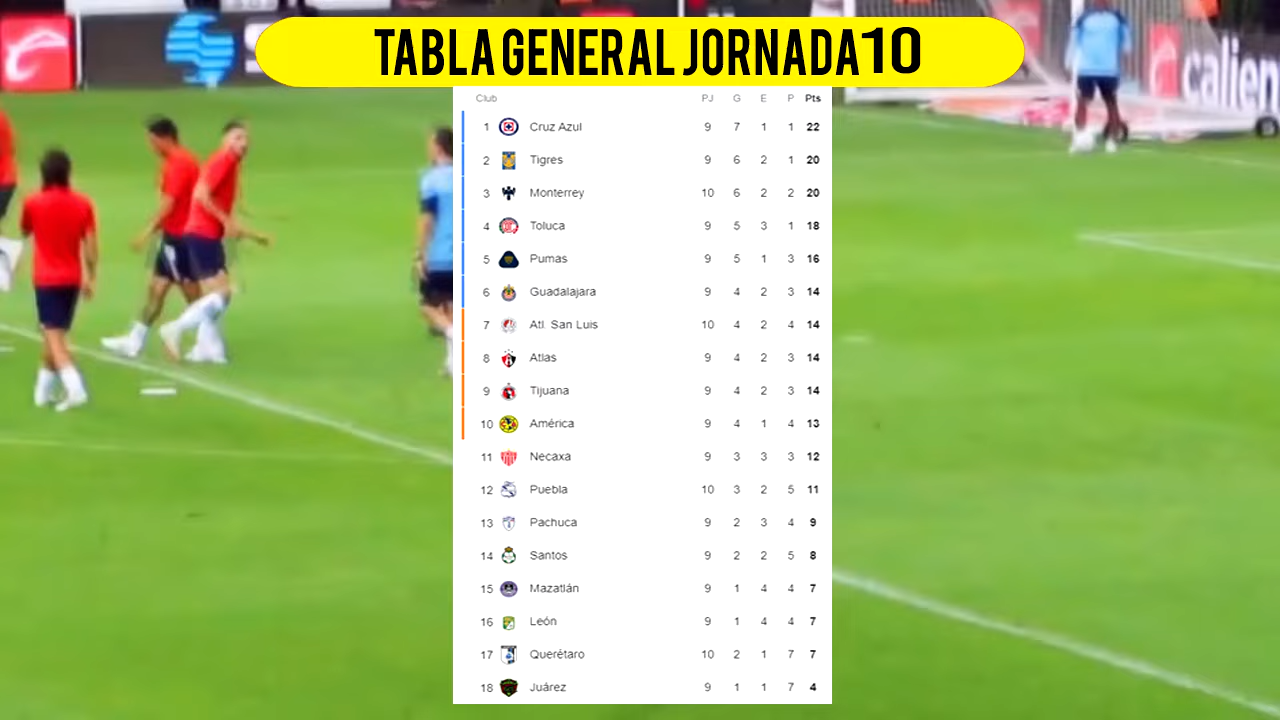 TABLA GENERAL JORNADA 10
calien
Club PJ G E P Pts
1 Cruz Azul 9 7 1 1 22
2 Tigres 9 6 2 1 20
3 Monterrey 10 6 2 2 20
4 Toluca 9 5 3 1 18
5 Pumas 9 5 1 3 16
6 Guadalajara 9 4 2 3 14
7 Atl. San Luis 10 4 2 4 14
8 Atlas 9 4 2 3 14
9 Tijuana 9 4 2 3 14
10 América 9 4 1 4 13
11 Necaxa 9 3 3 3 12
12 Puebla 10 3 2 5 11
13 Pachuca 9 2 3 4 9
14 Santos 9 2 2 5 8
15 Mazatlán 9 1 4 4 7
16 León 9 1 4 4 7
17 Querétaro 10 2 1 7 7
18 Juárez 9 1 1 7 4